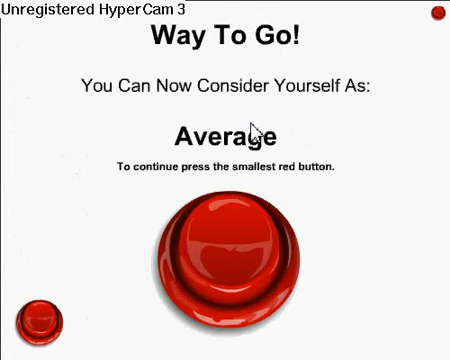 Unregistered HyperCam 3
Way To Go!
You Can Now Consider Yourself As:
Average
To continue press the smallest red button.